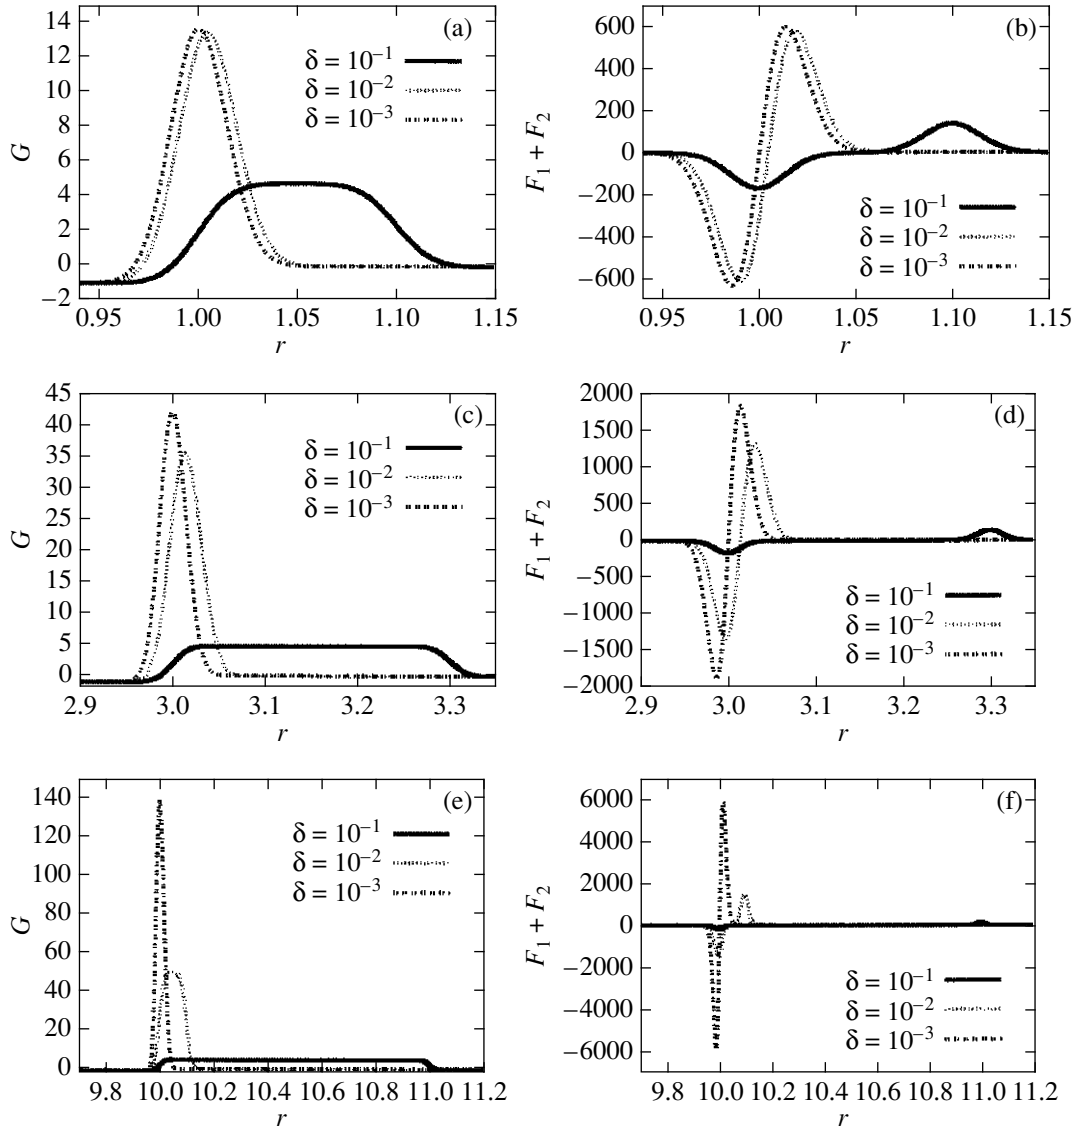 (a)
14
12
10
8
6
4
2
0
−2
G
δ = 10⁻¹
δ = 10⁻²
δ = 10⁻³
0.95 1.00 1.05 1.10 1.15
r
(b)
600
400
200
0
−200
−400
−600
F₁ + F₂
δ = 10⁻¹
δ = 10⁻²
δ = 10⁻³
0.95 1.00 1.05 1.10 1.15
r
(c)
45
40
35
30
25
20
15
10
5
0
G
δ = 10⁻¹
δ = 10⁻²
δ = 10⁻³
2.9 3.0 3.1 3.2 3.3
r
(d)
2000
1500
1000
500
0
−500
−1000
−1500
−2000
F₁ + F₂
δ = 10⁻¹
δ = 10⁻²
δ = 10⁻³
2.9 3.0 3.1 3.2 3.3
r
(e)
140
120
100
80
60
40
20
0
G
δ = 10⁻¹
δ = 10⁻²
δ = 10⁻³
9.8 10.0 10.2 10.4 10.6 10.8 11.0 11.2
r
(f)
6000
4000
2000
0
−2000
−4000
−6000
F₁ + F₂
δ = 10⁻¹
δ = 10⁻²
δ = 10⁻³
9.8 10.0 10.2 10.4 10.6 10.8 11.0 11.2
r